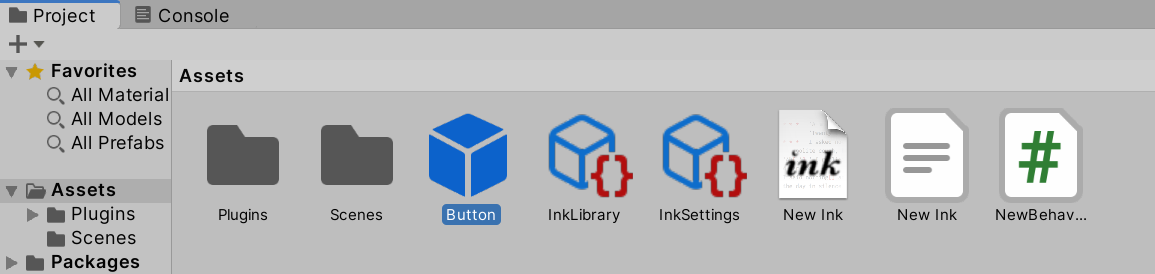 Project
Console
Favorites
All Material
All Models
All Prefabs
Assets
Plugins
Scenes
Packages
Assets
ink
{}
{}
#
Plugins
Scenes
Button
InkLibrary
InkSettings
New Ink
New Ink
NewBehav...